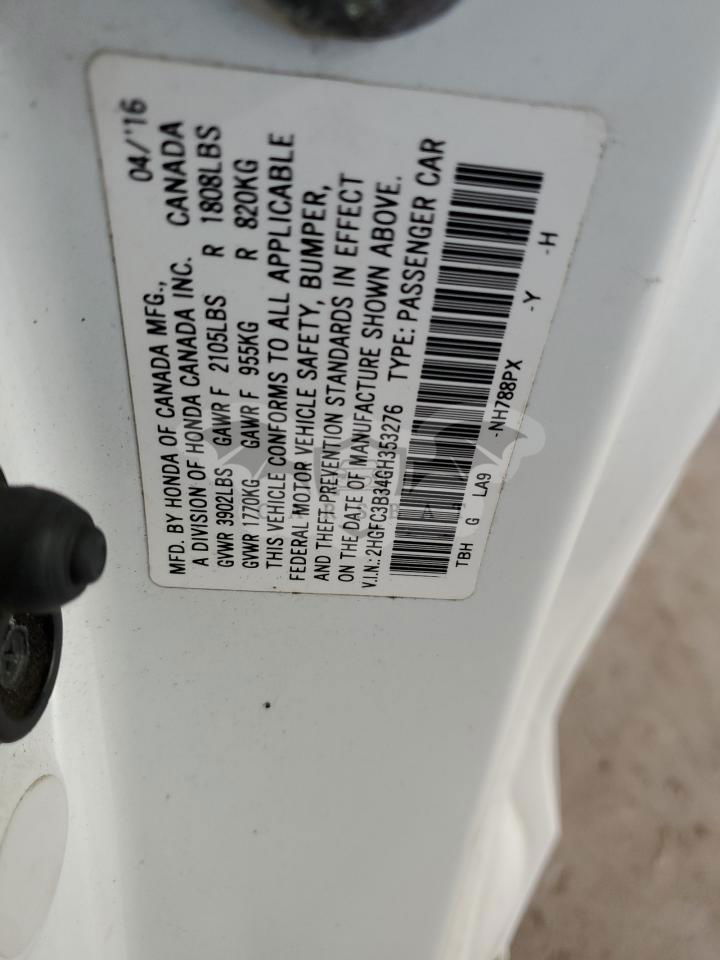 04/'16
MFD. BY HONDA OF CANADA MFG.,
A DIVISION OF HONDA CANADA INC. CANADA
GVWR 3902LBS GAWR F 2105LBS R 1808LBS
GVWR 1770KG GAWR F 955KG R 820KG
THIS VEHICLE CONFORMS TO ALL APPLICABLE
FEDERAL MOTOR VEHICLE SAFETY, BUMPER,
AND THEFT PREVENTION STANDARDS IN EFFECT
ON THE DATE OF MANUFACTURE SHOWN ABOVE.
V.I.N.: 2HGFC3B34GH353276 TYPE: PASSENGER CAR
TBH G LA9 -NH788PX -Y -H